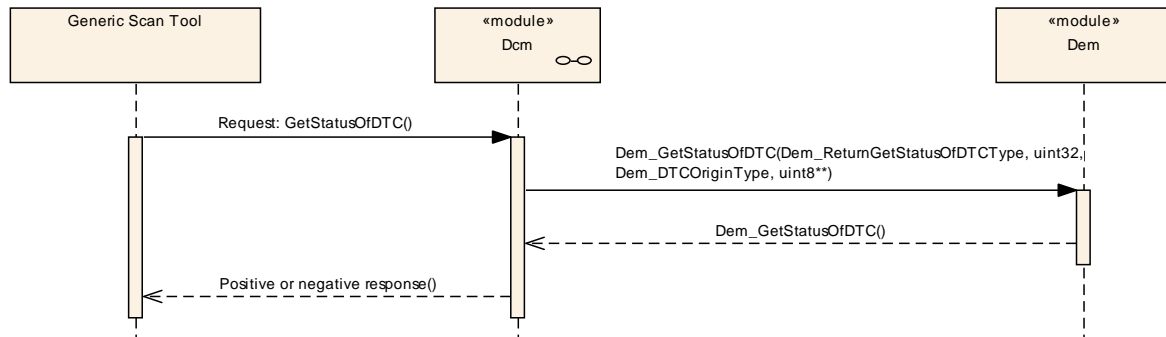 Generic Scan Tool
«module»
Dcm
«module»
Dem
Request: GetStatusOfDTC()
Dem_GetStatusOfDTC(Dem_ReturnGetStatusOfDTCType, uint32,
Dem_DTCOriginType, uint8**)
Dem_GetStatusOfDTC()
Positive or negative response()